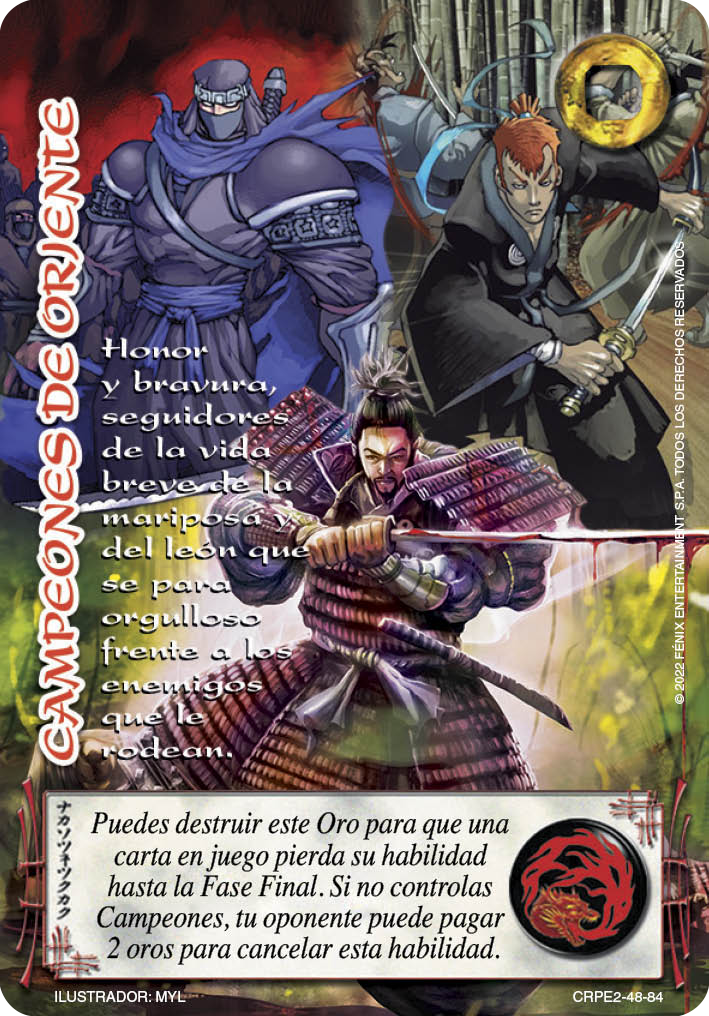 CAMPEONES DE ORIENTE
Honor
y bravura,
seguidores
de la vida
breve de la
mariposa y
del león que
se para
orgulloso
frente a los
enemigos
que le
rodean.
© 2022 FÉNIX ENTERTAINMENT S.P.A. TODOS LOS DERECHOS RESERVADOS
ナカソツネツクカク
Puedes destruir este Oro para que una
carta en juego pierda su habilidad
hasta la Fase Final. Si no controlas
Campeones, tu oponente puede pagar
2 oros para cancelar esta habilidad.
ILUSTRADOR: MYL
CRPE2-48-84